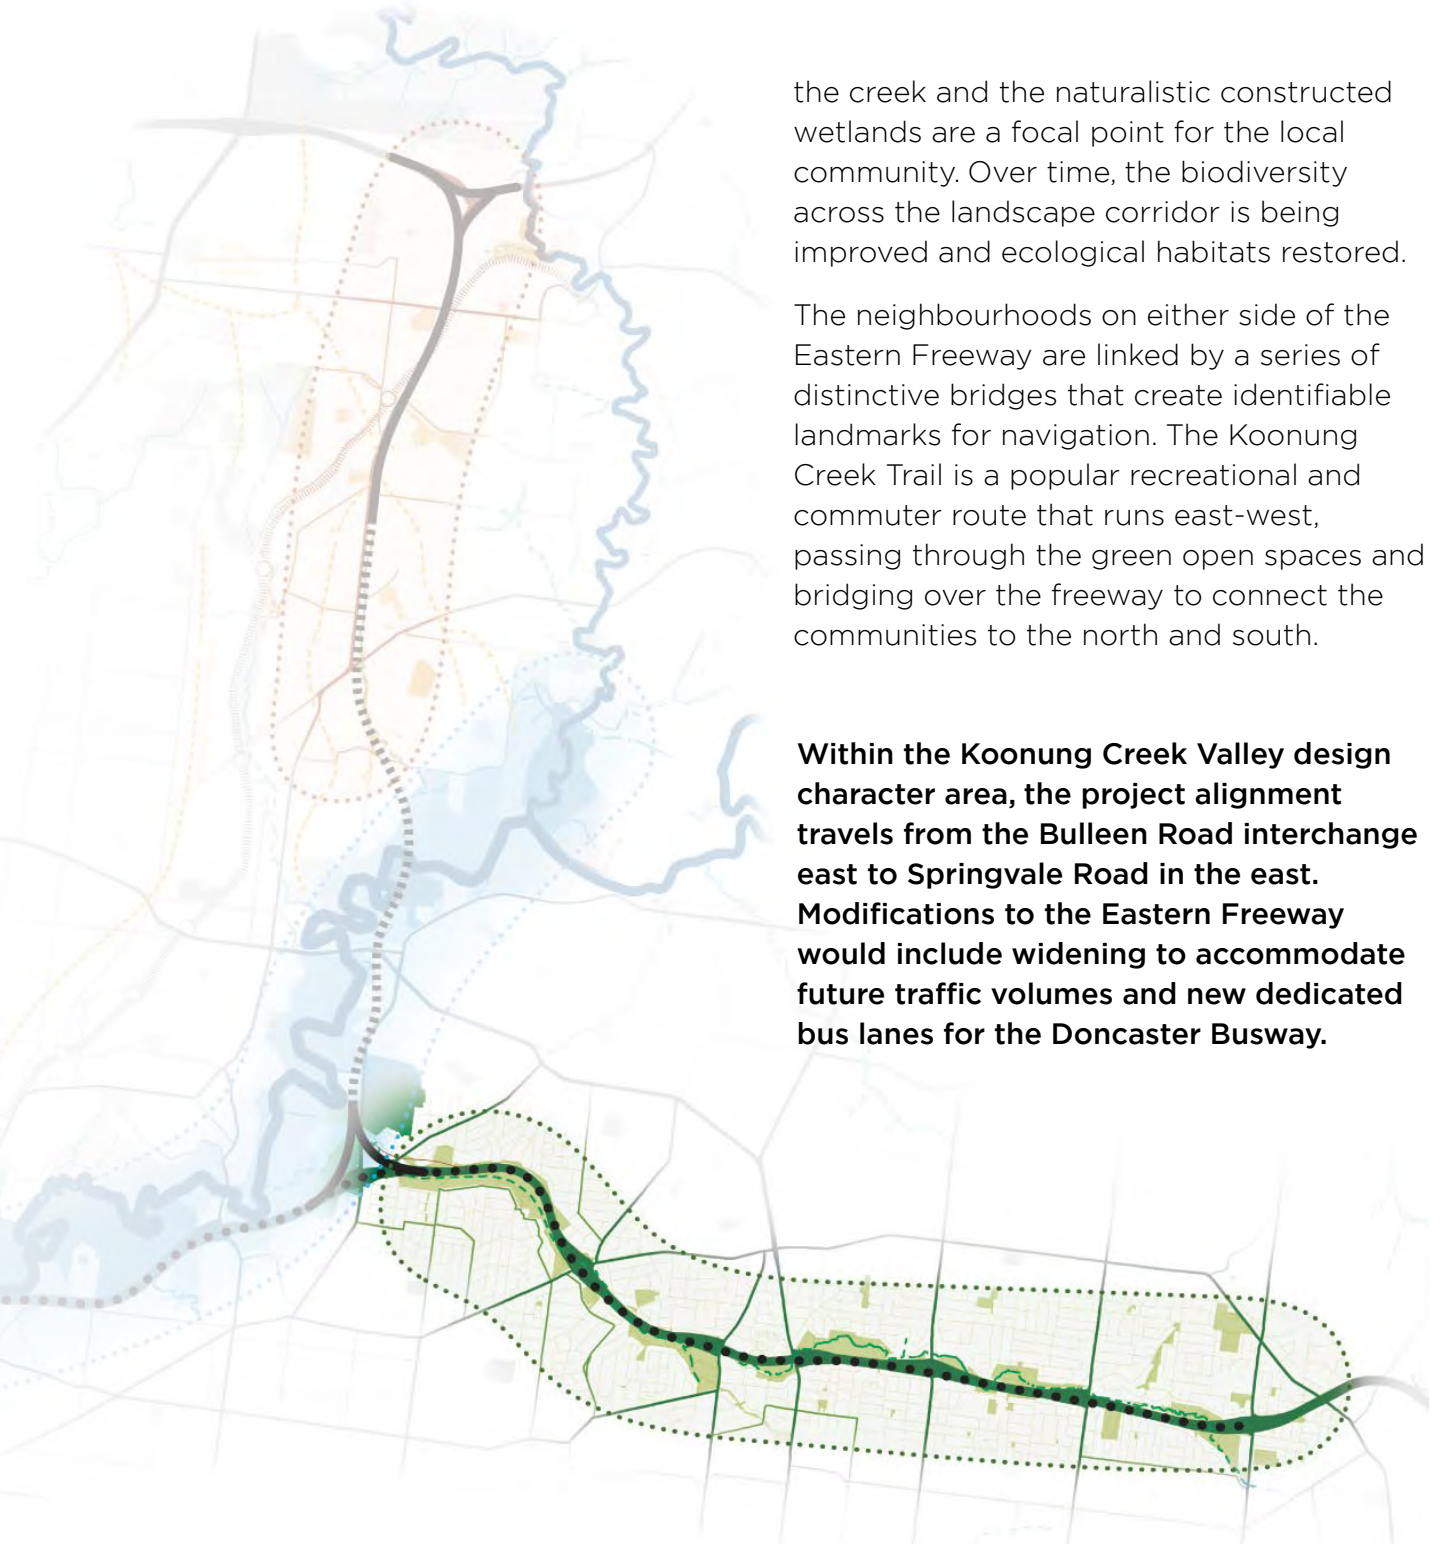 the creek and the naturalistic constructed
wetlands are a focal point for the local
community. Over time, the biodiversity
across the landscape corridor is being
improved and ecological habitats restored.
The neighbourhoods on either side of the
Eastern Freeway are linked by a series of
distinctive bridges that create identifiable
landmarks for navigation. The Koonung
Creek Trail is a popular recreational and
commuter route that runs east-west,
passing through the green open spaces and
bridging over the freeway to connect the
communities to the north and south.
Within the Koonung Creek Valley design
character area, the project alignment
travels from the Bulleen Road interchange
east to Springvale Road in the east.
Modifications to the Eastern Freeway
would include widening to accommodate
future traffic volumes and new dedicated
bus lanes for the Doncaster Busway.